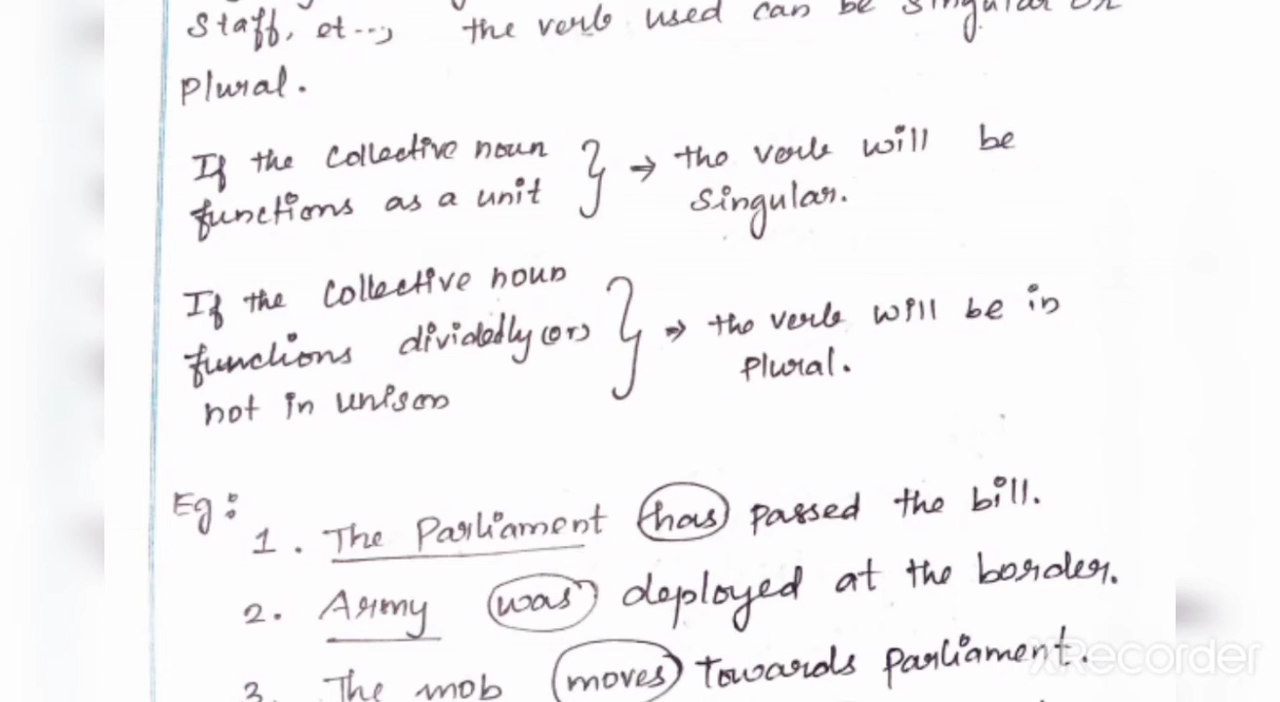 Staff, et..., the verb used can be singular or
plural.
If the collective noun
functions as a unit } → the verb will be
singular.
If the collective noun
functions dividedly (or)
not in unison } → the verb will be in
plural.
Eg:
1. The Parliament has passed the bill.
2. Army was deployed at the border.
3. The mob moves towards parliament.
XRecorder